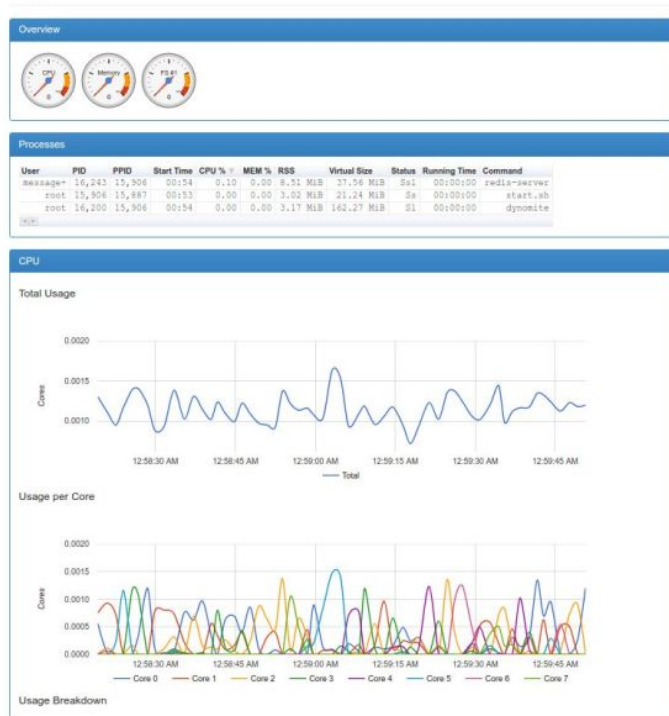 Overview
CPU Memory FS #1
0 0 0
Processes
User PID PPID Start Time CPU % MEM % RSS Virtual Size Status Running Time Command
message+ 16,243 15,906 00:54 0.10 0.00 8.51 MiB 37.56 MiB Ssl 00:00:00 redis-server
root 15,906 15,887 00:53 0.00 0.00 3.02 MiB 21.24 MiB Ss 00:00:00 start.sh
root 16,200 15,906 00:54 0.00 0.00 3.17 MiB 162.27 MiB Sl 00:00:00 dynomite
CPU
Total Usage
0.0020
0.0015
0.0010
Cores
12:58:30 AM 12:58:45 AM 12:59:00 AM 12:59:15 AM 12:59:30 AM 12:59:45 AM
Total
Usage per Core
0.0020
0.0015
0.0010
0.0005
0.0000
Cores
12:58:30 AM 12:58:45 AM 12:59:00 AM 12:59:15 AM 12:59:30 AM 12:59:45 AM
Core 0 Core 1 Core 2 Core 3 Core 4 Core 5 Core 6 Core 7
Usage Breakdown